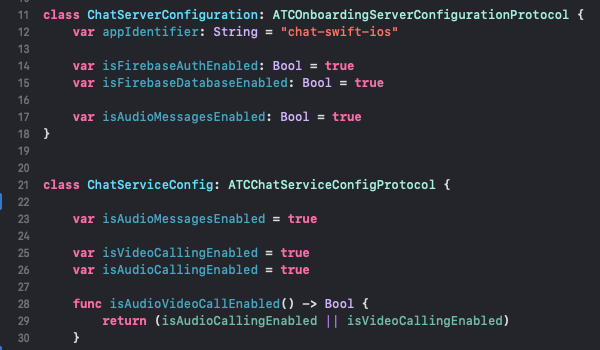 11 class ChatServerConfiguration: ATCOnboardingServerConfigurationProtocol {
12 var appIdentifier: String = "chat-swift-ios"
13
14 var isFirebaseAuthEnabled: Bool = true
15 var isFirebaseDatabaseEnabled: Bool = true
16
17 var isAudioMessagesEnabled: Bool = true
18 }
19
20
21 class ChatServiceConfig: ATCChatServiceConfigProtocol {
22
23 var isAudioMessagesEnabled = true
24
25 var isVideoCallingEnabled = true
26 var isAudioCallingEnabled = true
27
28 func isAudioVideoCallEnabled() -> Bool {
29 return (isAudioCallingEnabled || isVideoCallingEnabled)
30 }